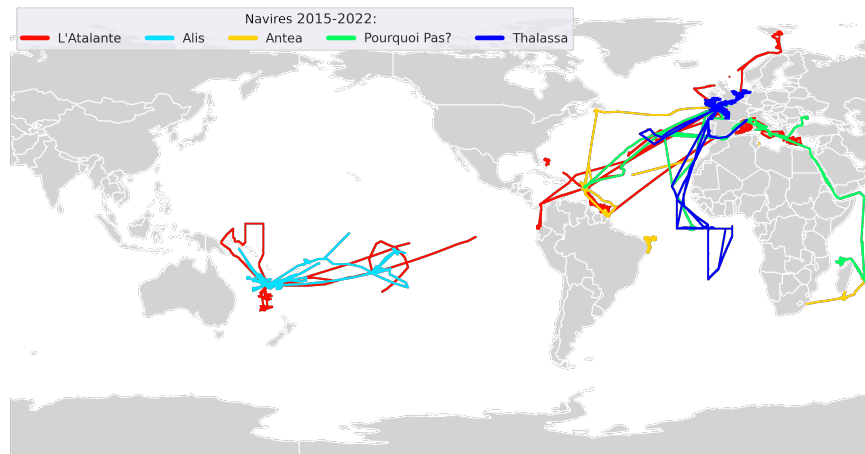 Navires 2015-2022:
L'Atalante Alis Antea Pourquoi Pas? Thalassa